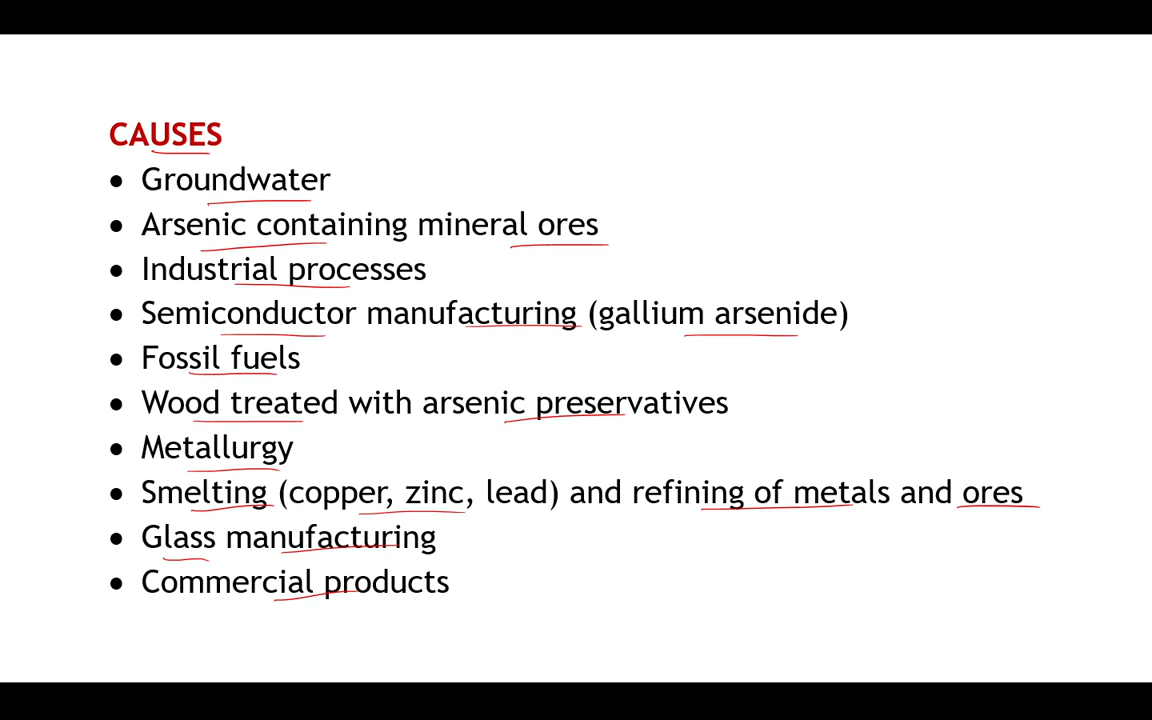 CAUSES
• Groundwater
• Arsenic containing mineral ores
• Industrial processes
• Semiconductor manufacturing (gallium arsenide)
• Fossil fuels
• Wood treated with arsenic preservatives
• Metallurgy
• Smelting (copper, zinc, lead) and refining of metals and ores
• Glass manufacturing
• Commercial products